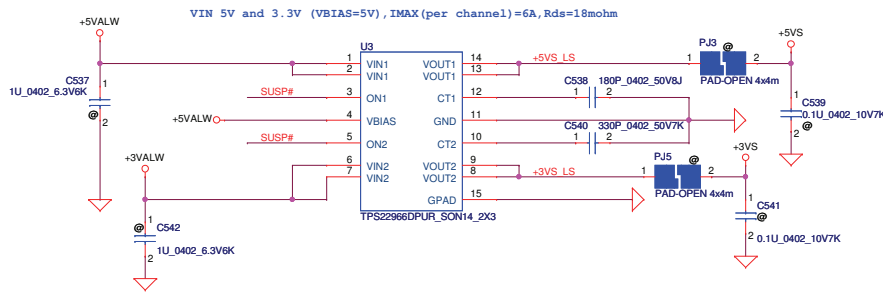 VIN 5V and 3.3V (VBIAS=5V),IMAX(per channel)=6A,Rds=18mohm
+5VALW
+5VS
U3
PJ3
@
1 VIN1 VOUT1 14 +5VS_LS 1 2
2 VIN1 VOUT1 13
PAD-OPEN 4x4m
C537
1U_0402_6.3V6K
1
2
@
C538 180P_0402_50V8J
SUSP# 3 ON1 CT1 12 1 2
C539
0.1U_0402_10V7K
1
2
@
+5VALW 4 VBIAS GND 11
C540 330P_0402_50V7K
SUSP# 5 ON2 CT2 10 1 2
+3VALW
+3VS
6 VIN2 VOUT2 9
7 VIN2 VOUT2 8 +3VS_LS
PJ5
@
1 2
PAD-OPEN 4x4m
GPAD 15
TPS22966DPUR_SON14_2X3
C542
1U_0402_6.3V6K
1
2
@
C541
0.1U_0402_10V7K
1
2
@